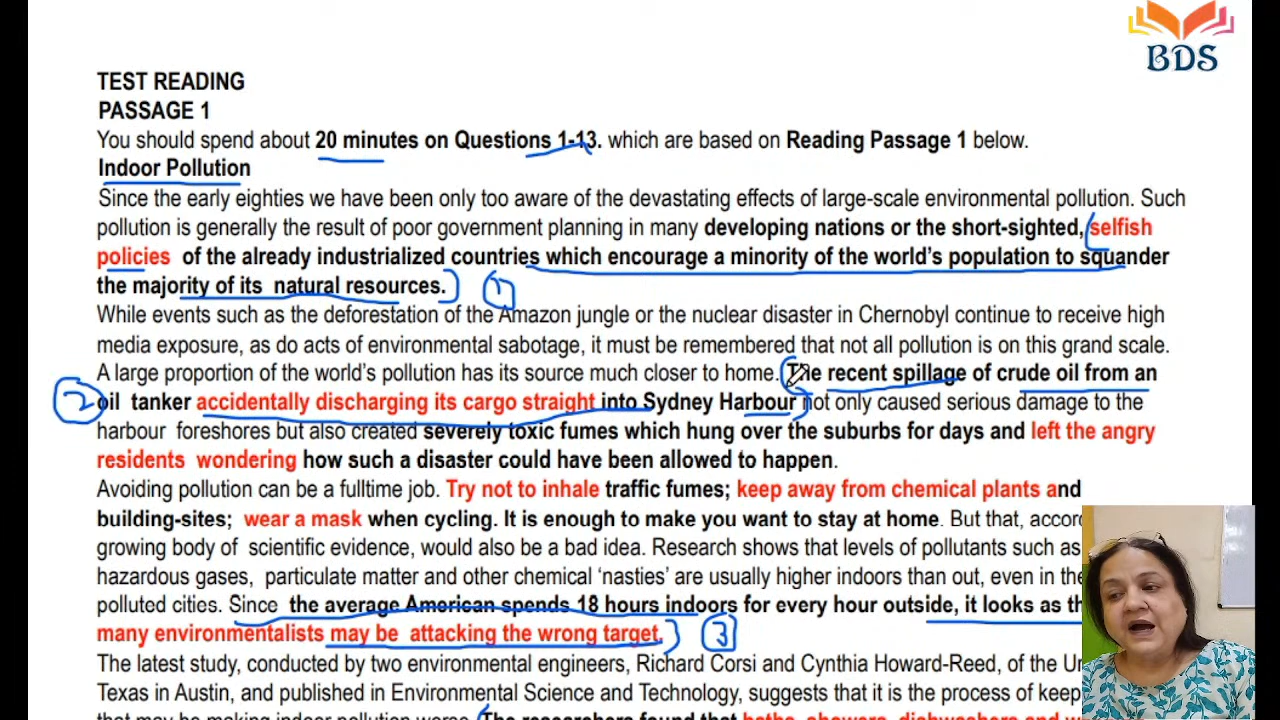 BDS
TEST READING
PASSAGE 1
You should spend about 20 minutes on Questions 1-13. which are based on Reading Passage 1 below.
Indoor Pollution
Since the early eighties we have been only too aware of the devastating effects of large-scale environmental pollution. Such
pollution is generally the result of poor government planning in many developing nations or the short-sighted, selfish
policies of the already industrialized countries which encourage a minority of the world's population to squander
the majority of its natural resources. 1
While events such as the deforestation of the Amazon jungle or the nuclear disaster in Chernobyl continue to receive high
media exposure, as do acts of environmental sabotage, it must be remembered that not all pollution is on this grand scale.
A large proportion of the world's pollution has its source much closer to home. The recent spillage of crude oil from an
2 oil tanker accidentally discharging its cargo straight into Sydney Harbour not only caused serious damage to the
harbour foreshores but also created severely toxic fumes which hung over the suburbs for days and left the angry
residents wondering how such a disaster could have been allowed to happen.
Avoiding pollution can be a fulltime job. Try not to inhale traffic fumes; keep away from chemical plants and
building-sites; wear a mask when cycling. It is enough to make you want to stay at home. But that,
growing body of scientific evidence, would also be a bad idea. Research shows that levels of pollutants such as
hazardous gases, particulate matter and other chemical 'nasties' are usually higher indoors than out, even in the
polluted cities. Since the average American spends 18 hours indoors for every hour outside, it looks as
many environmentalists may be attacking the wrong target. 3
The latest study, conducted by two environmental engineers, Richard Corsi and Cynthia Howard-Reed, of the
Texas in Austin, and published in Environmental Science and Technology, suggests that it is the process of
that may be making indoor pollution worse. The researchers found that baths, showers, dishwashers and